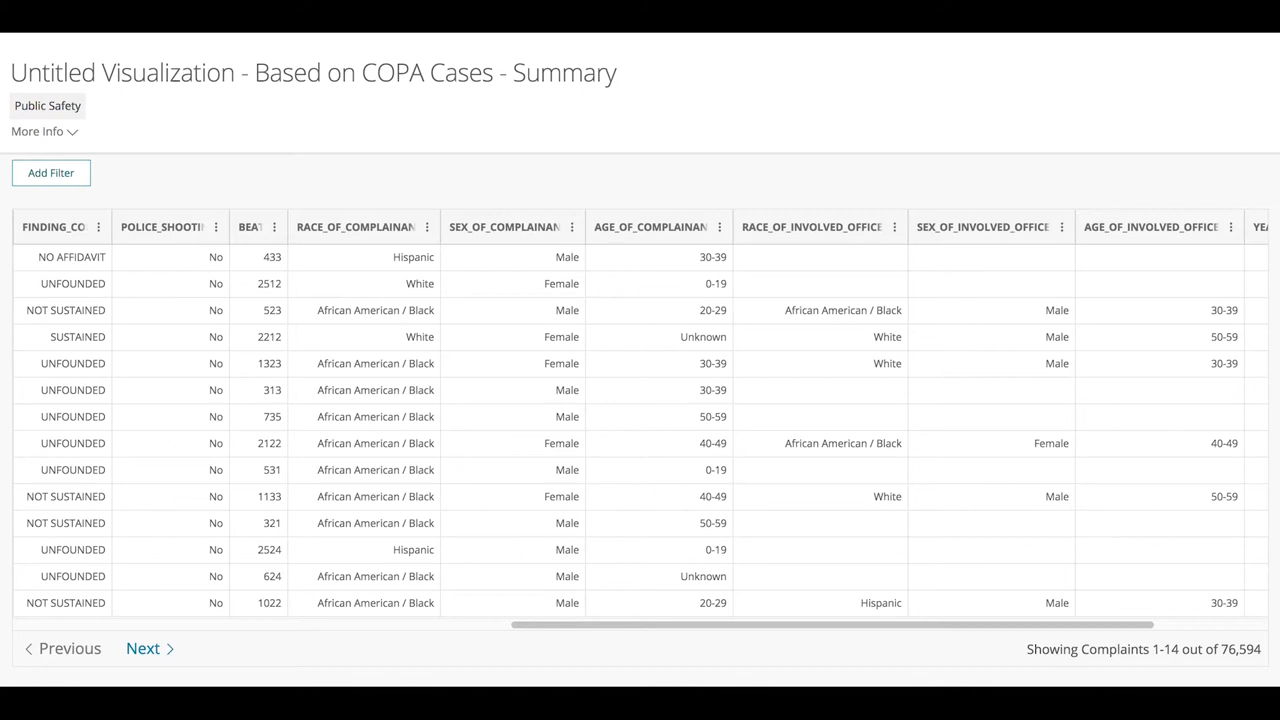 Untitled Visualization - Based on COPA Cases - Summary
Public Safety
More Info
Add Filter
FINDING_CO POLICE_SHOOTI BEAT RACE_OF_COMPLAINAN SEX_OF_COMPLAINAN AGE_OF_COMPLAINAN RACE_OF_INVOLVED_OFFICE SEX_OF_INVOLVED_OFFICE AGE_OF_INVOLVED_OFFICE YEA
NO AFFIDAVIT No 433 Hispanic Male 30-39
UNFOUNDED No 2512 White Female 0-19
NOT SUSTAINED No 523 African American / Black Male 20-29 African American / Black Male 30-39
SUSTAINED No 2212 White Female Unknown White Male 50-59
UNFOUNDED No 1323 African American / Black Female 30-39 White Male 30-39
UNFOUNDED No 313 African American / Black Male 30-39
UNFOUNDED No 735 African American / Black Male 50-59
UNFOUNDED No 2122 African American / Black Female 40-49 African American / Black Female 40-49
UNFOUNDED No 531 African American / Black Male 0-19
NOT SUSTAINED No 1133 African American / Black Female 40-49 White Male 50-59
NOT SUSTAINED No 321 African American / Black Male 50-59
UNFOUNDED No 2524 Hispanic Male 0-19
UNFOUNDED No 624 African American / Black Male Unknown
NOT SUSTAINED No 1022 African American / Black Male 20-29 Hispanic Male 30-39
Previous Next Showing Complaints 1-14 out of 76,594